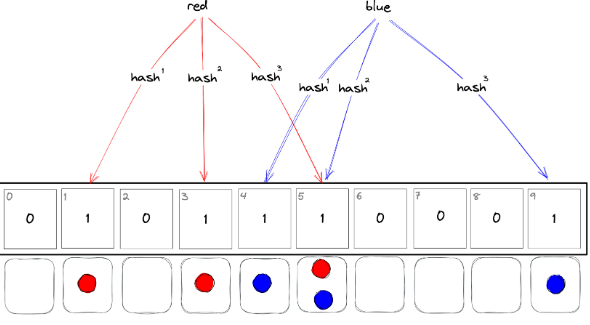 red blue
hash1 hash2 hash3 hash1 hash2 hash3
0 1 2 3 4 5 6 7 8 9
0 1 0 1 1 1 0 0 0 1